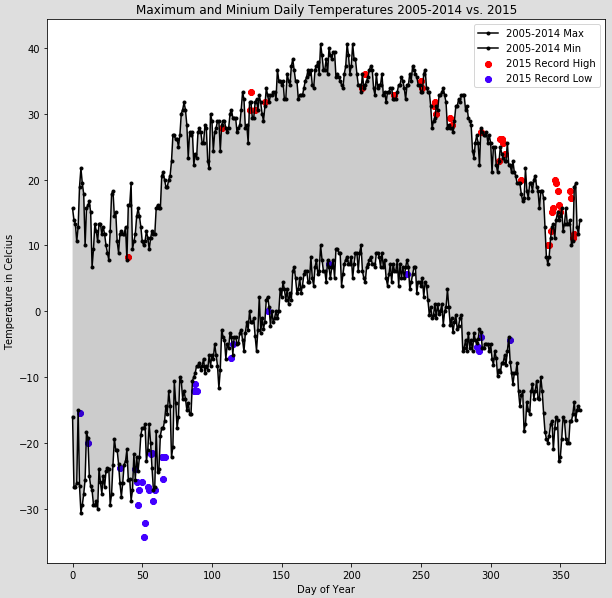 Maximum and Minium Daily Temperatures 2005-2014 vs. 2015
2005-2014 Max
2005-2014 Min
2015 Record High
2015 Record Low
Temperature in Celcius
40
30
20
10
0
−10
−20
−30
0
50
100
150
200
250
300
350
Day of Year